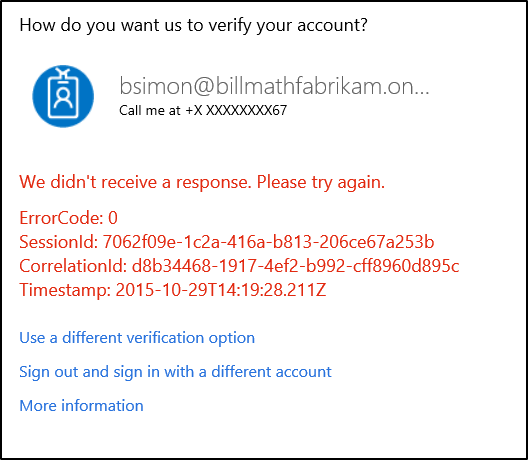 How do you want us to verify your account?
bsimon@billmathfabrikam.on...
Call me at +X XXXXXXXX67
We didn't receive a response. Please try again.
ErrorCode: 0
SessionId: 7062f09e-1c2a-416a-b813-206ce67a253b
CorrelationId: d8b34468-1917-4ef2-b992-cff8960d895c
Timestamp: 2015-10-29T14:19:28.211Z
Use a different verification option
Sign out and sign in with a different account
More information